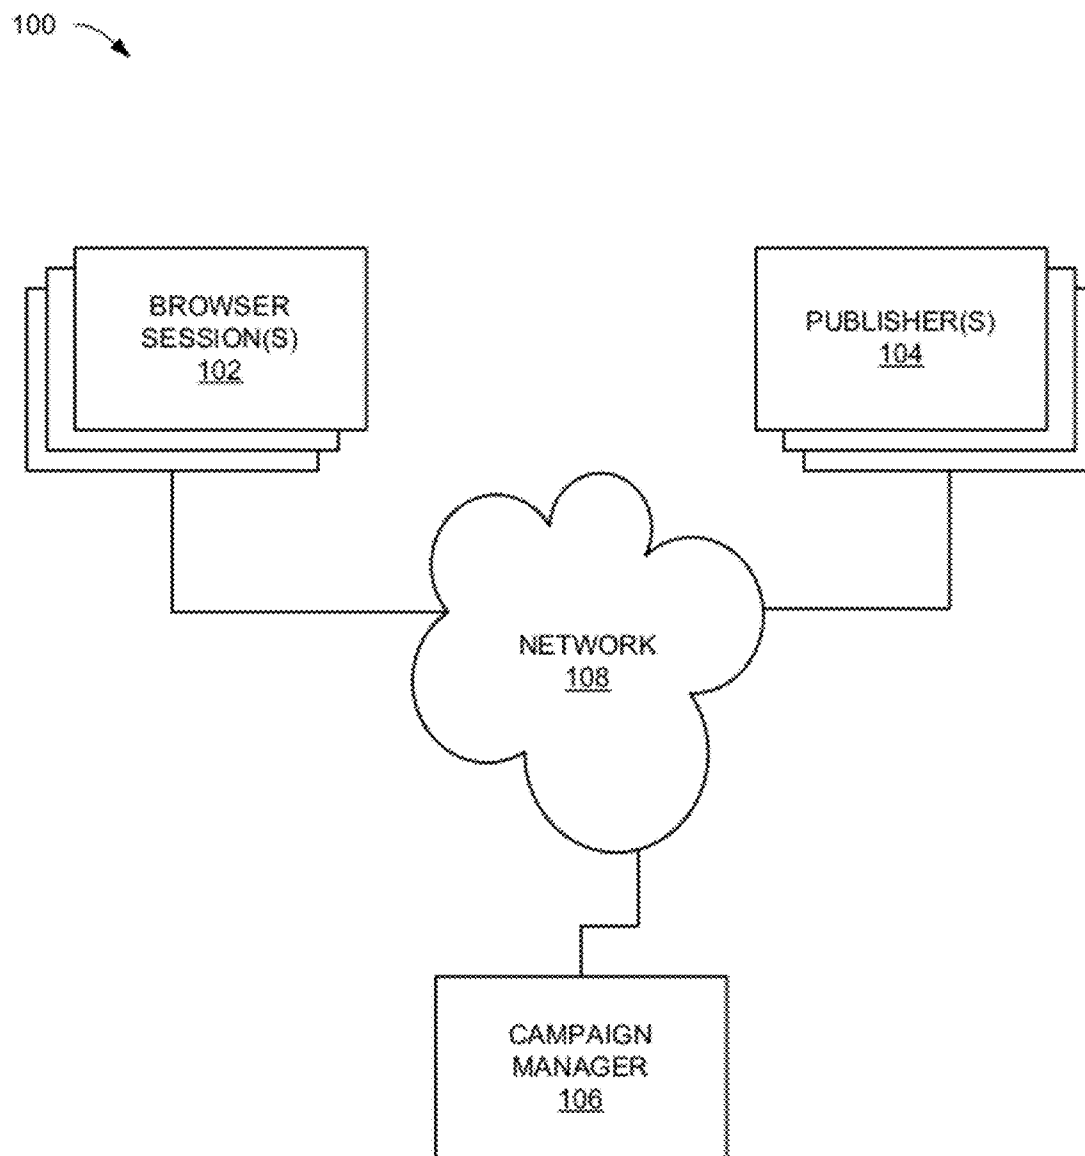 100
BROWSER
SESSION(S)
102
PUBLISHER(S)
104
NETWORK
108
CAMPAIGN
MANAGER
106